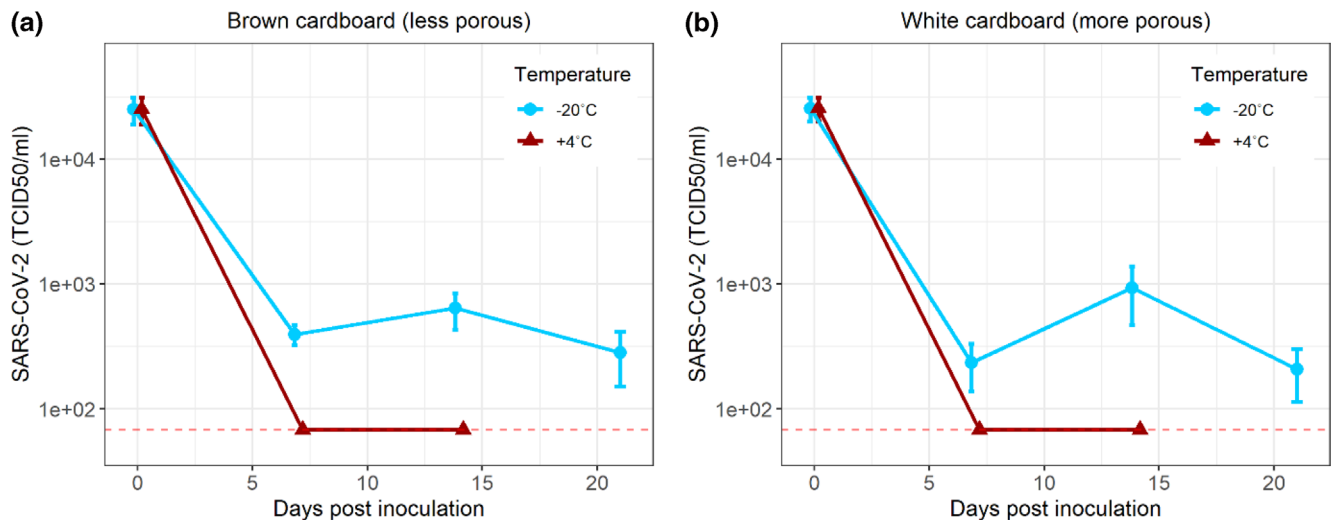 (a)
Brown cardboard (less porous)
SARS-CoV-2 (TCID50/ml)
1e+04
1e+03
1e+02
Temperature
-20°C
+4°C
0 5 10 15 20
Days post inoculation
(b)
White cardboard (more porous)
SARS-CoV-2 (TCID50/ml)
1e+04
1e+03
1e+02
Temperature
-20°C
+4°C
0 5 10 15 20
Days post inoculation